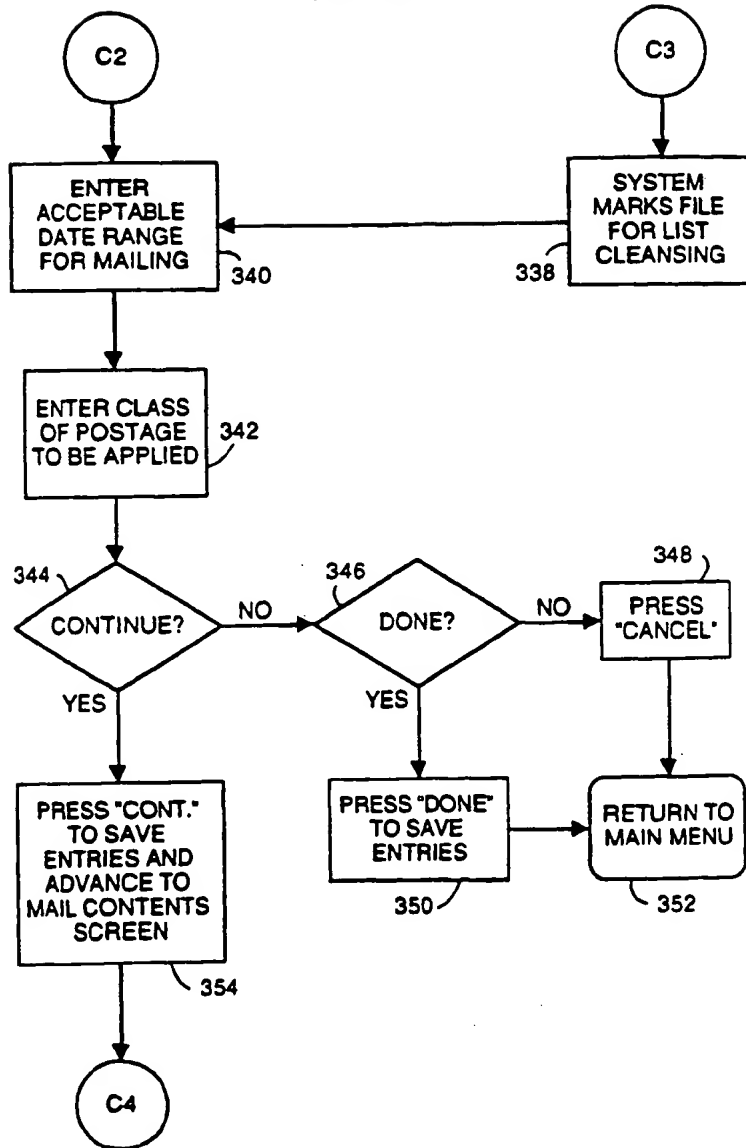 C2
C3
ENTER
ACCEPTABLE
DATE RANGE
FOR MAILING
340
SYSTEM
MARKS FILE
FOR LIST
CLEANSING
338
ENTER CLASS
OF POSTAGE
TO BE APPLIED
342
344
CONTINUE?
NO
YES
346
DONE?
NO
YES
348
PRESS
"CANCEL"
PRESS "CONT."
TO SAVE
ENTRIES AND
ADVANCE TO
MAIL CONTENTS
SCREEN
354
PRESS "DONE"
TO SAVE
ENTRIES
350
RETURN TO
MAIN MENU
352
C4